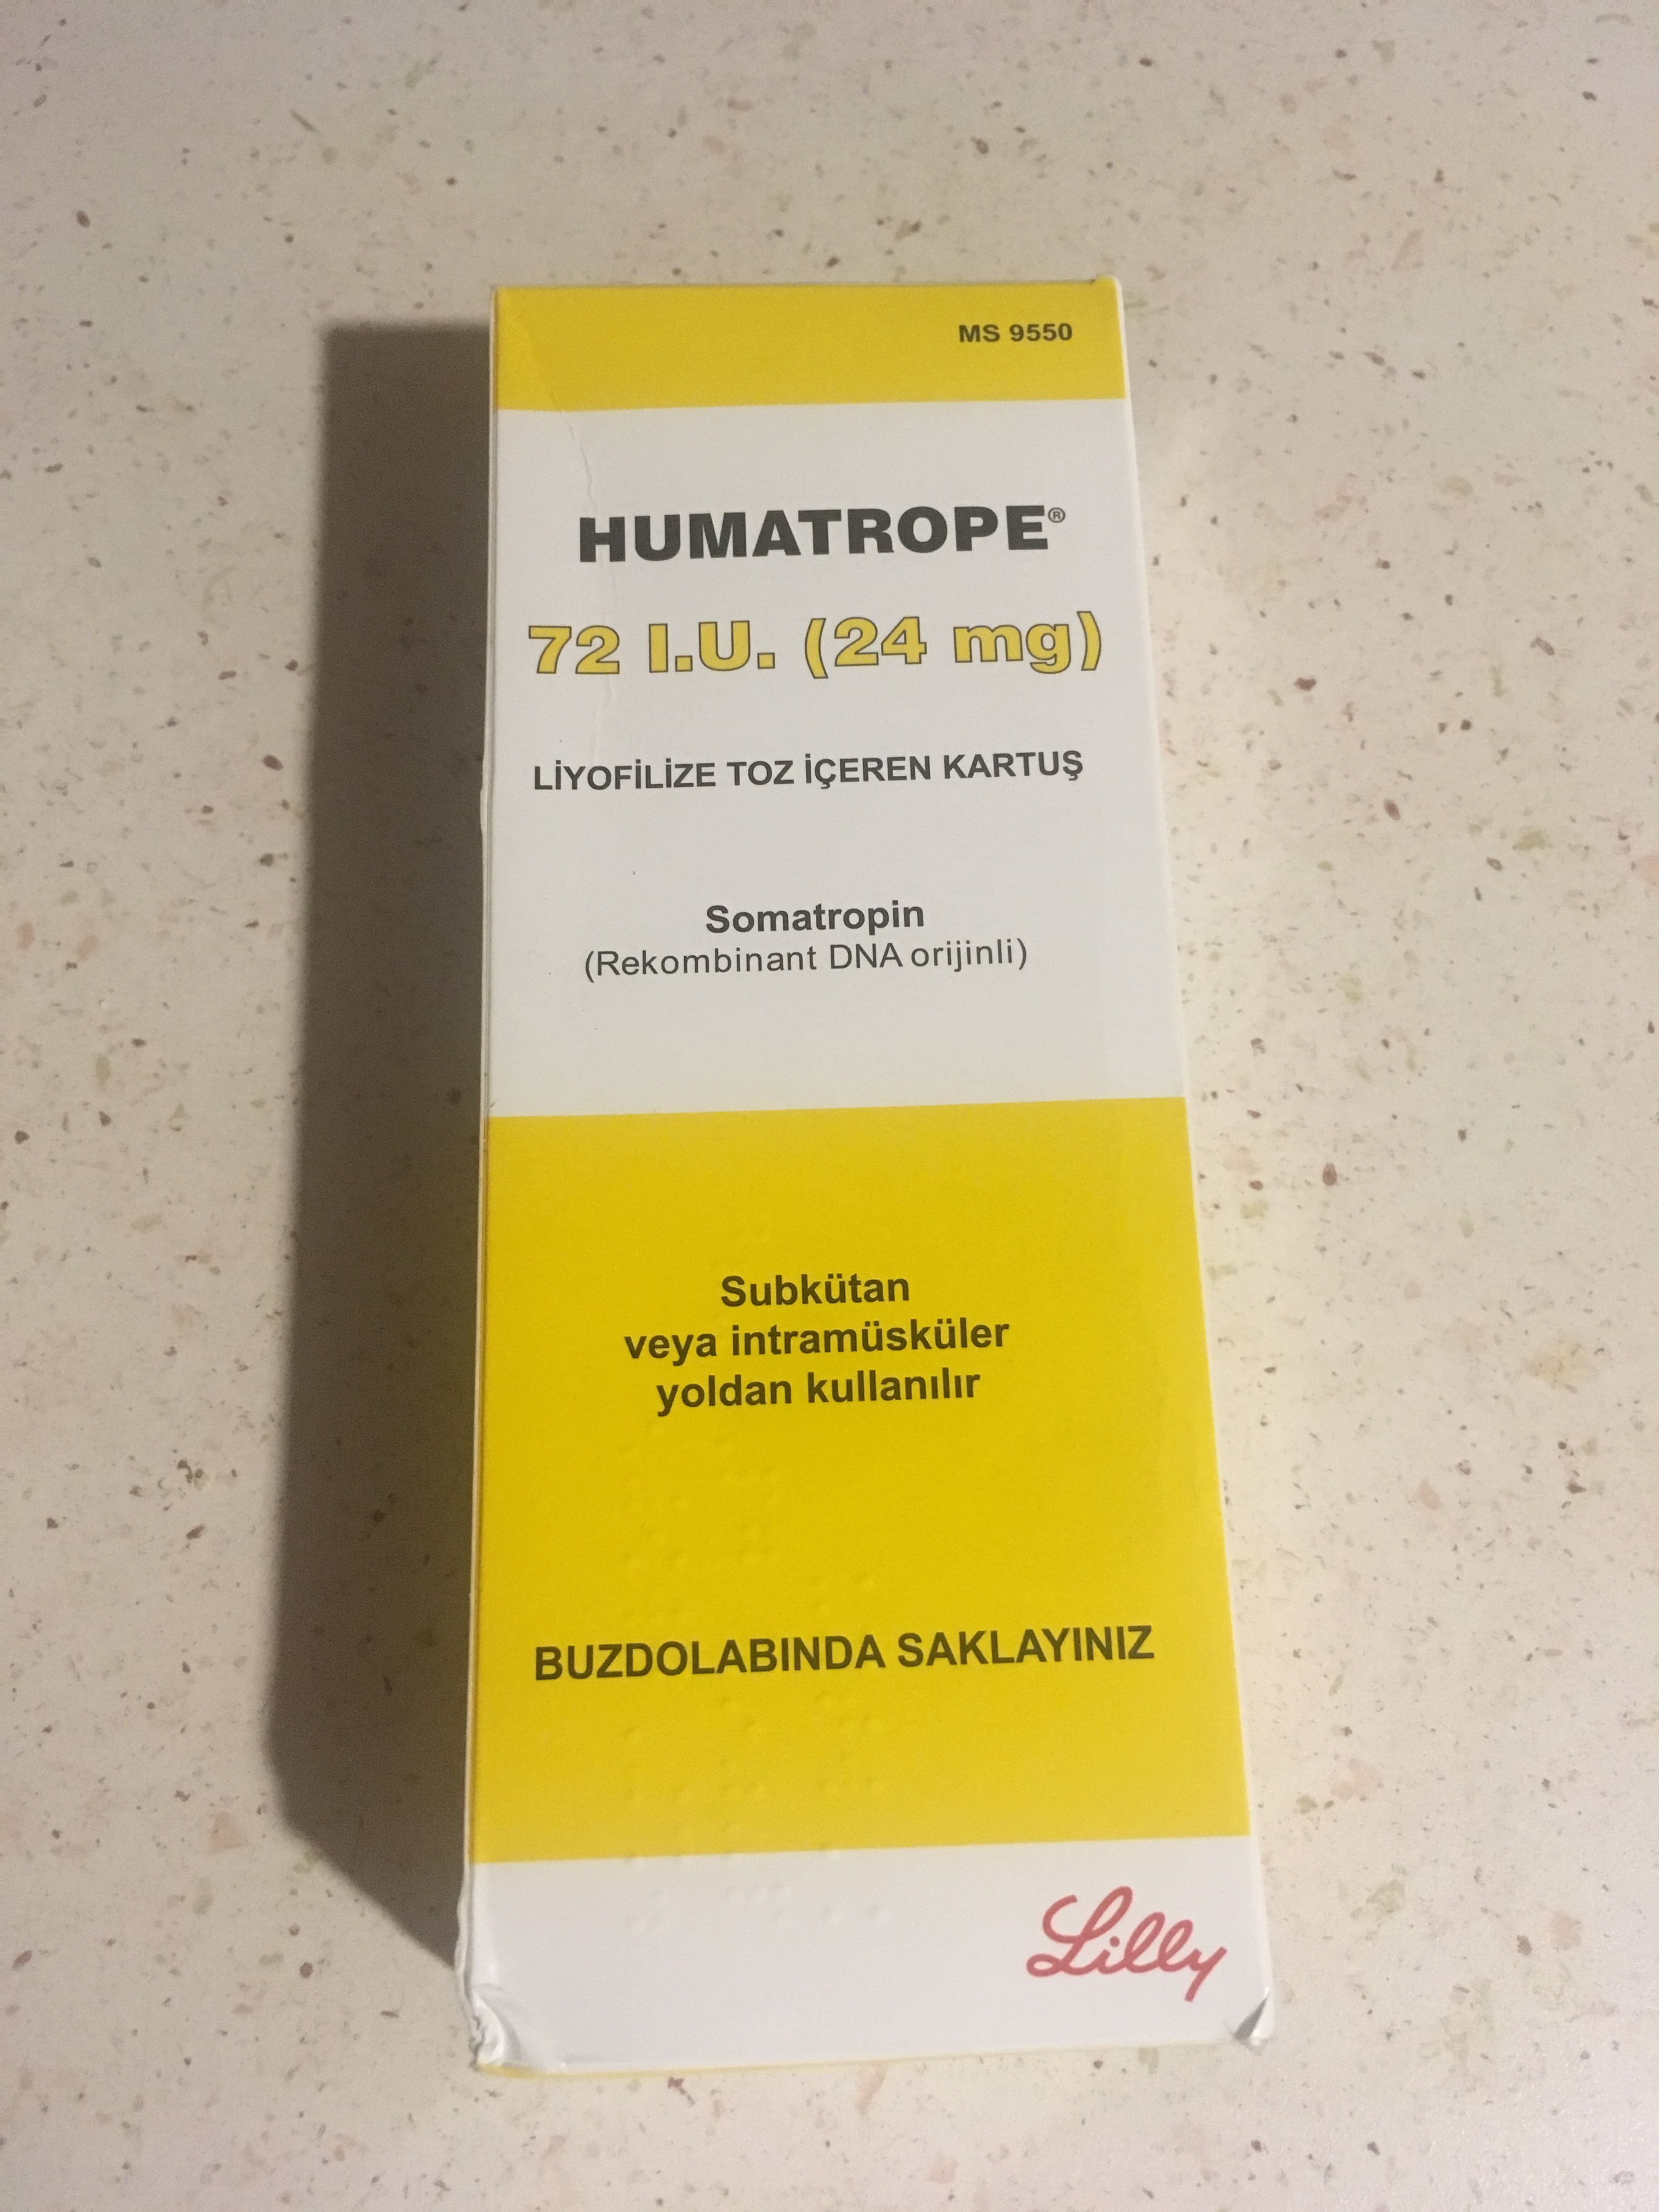 MS 9550
HUMATROPE®
72 I.U. (24 mg)
LİYOFİLİZE TOZ İÇEREN KARTUŞ
Somatropin
(Rekombinant DNA orijinli)
Subkütan
veya intramüsküler
yoldan kullanılır
BUZDOLABINDA SAKLAYINIZ
Lilly